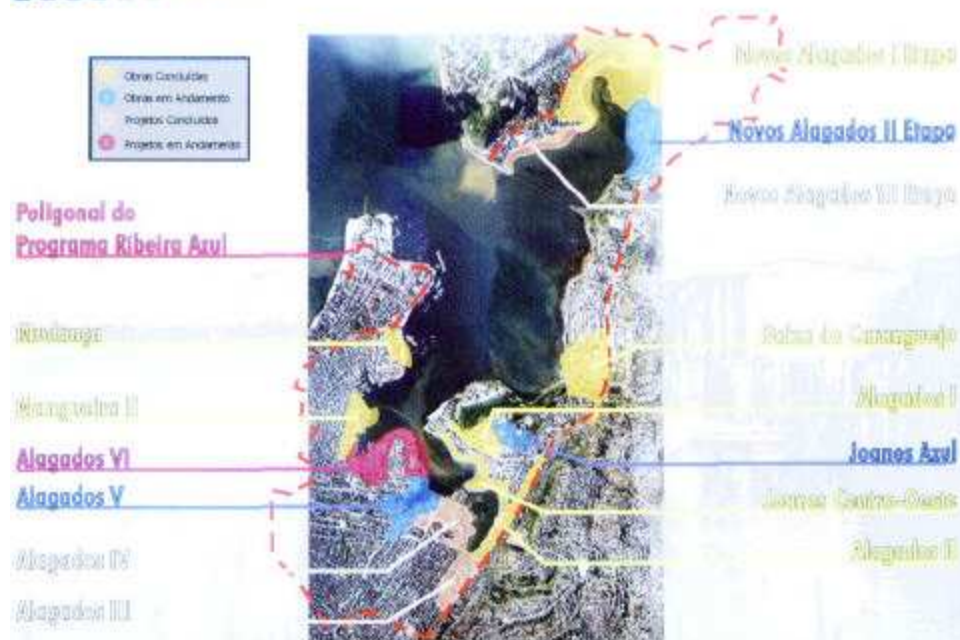 Obras Concluídas
Obras em Andamento
Projetos Concluídos
Projetos em Andamento
Novos Alagados I Etapa
Novos Alagados II Etapa
Novos Alagados III Etapa
Poligonal do
Programa Ribeira Azul
Mangueira II
Alagados VI
Alagados V
Alagados IV
Alagados III
Baixa do Caranguejo
Alagados I
Joanes Azul
Joanes Centro-Oeste
Alagados II